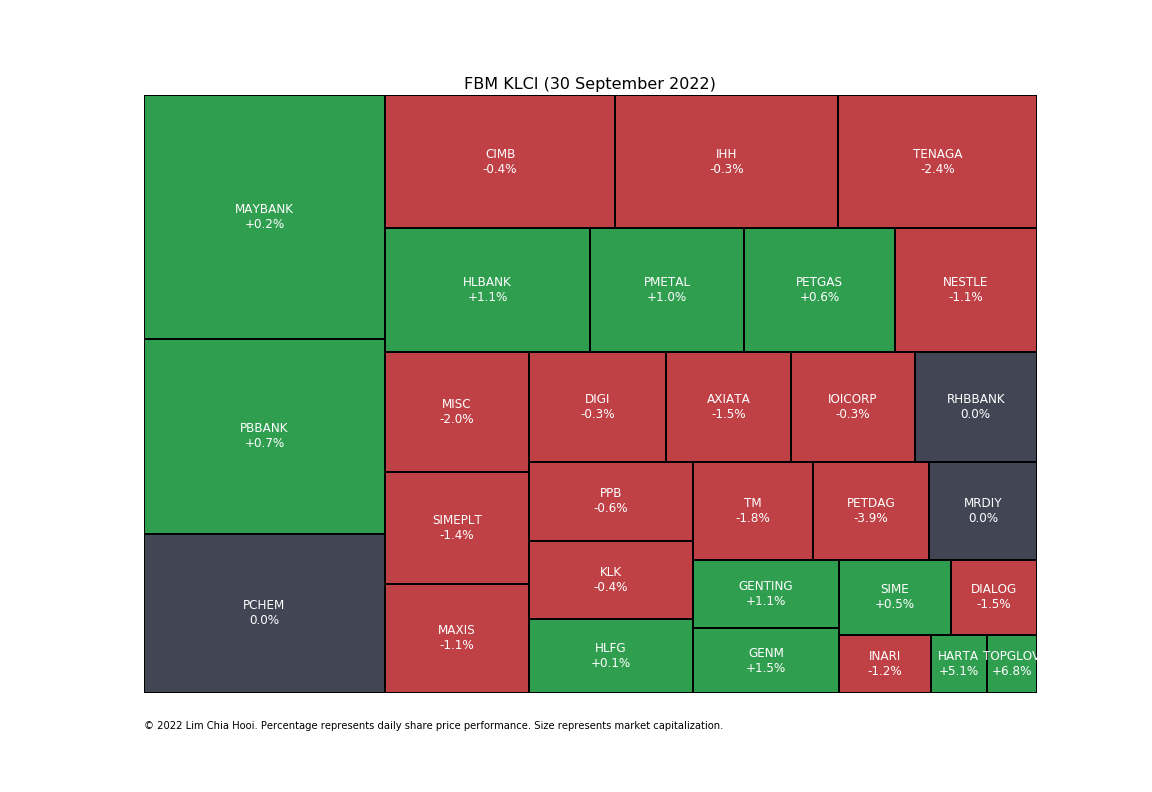 FBM KLCI (30 September 2022)
MAYBANK
+0.2%
CIMB
-0.4%
IHH
-0.3%
TENAGA
-2.4%
HLBANK
+1.1%
PMETAL
+1.0%
PETGAS
+0.6%
NESTLE
-1.1%
PBBANK
+0.7%
MISC
-2.0%
DIGI
-0.3%
AXIATA
-1.5%
IOICORP
-0.3%
RHBBANK
0.0%
SIMEPLT
-1.4%
PPB
-0.6%
TM
-1.8%
PETDAG
-3.9%
MRDIY
0.0%
PCHEM
0.0%
KLK
-0.4%
GENTING
+1.1%
SIME
+0.5%
DIALOG
-1.5%
MAXIS
-1.1%
HLFG
+0.1%
GENM
+1.5%
INARI
-1.2%
HARTA
+5.1%
TOPGLOV
+6.8%
© 2022 Lim Chia Hooi. Percentage represents daily share price performance. Size represents market capitalization.